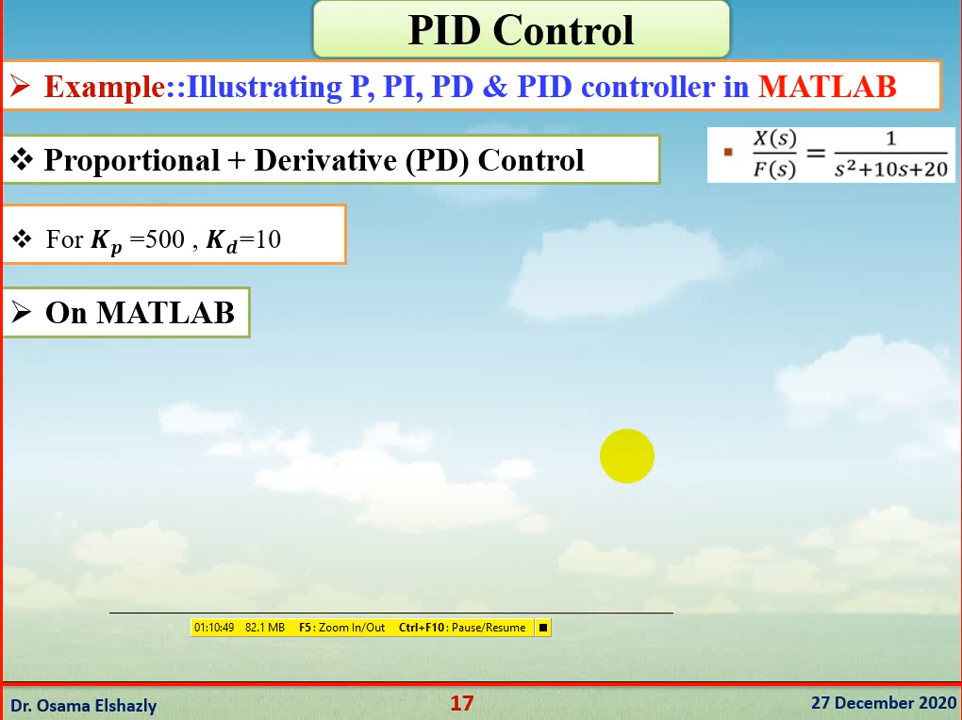 PID Control
➢ Example::Illustrating P, PI, PD & PID controller in MATLAB
❖ Proportional + Derivative (PD) Control
▪ X(s)/F(s) = 1/(s²+10s+20)
❖ For Kₚ =500 , K_d=10
➢ On MATLAB
01:10:49 82.1 MB F5: Zoom In/Out Ctrl+F10: Pause/Resume
Dr. Osama Elshazly 17 27 December 2020